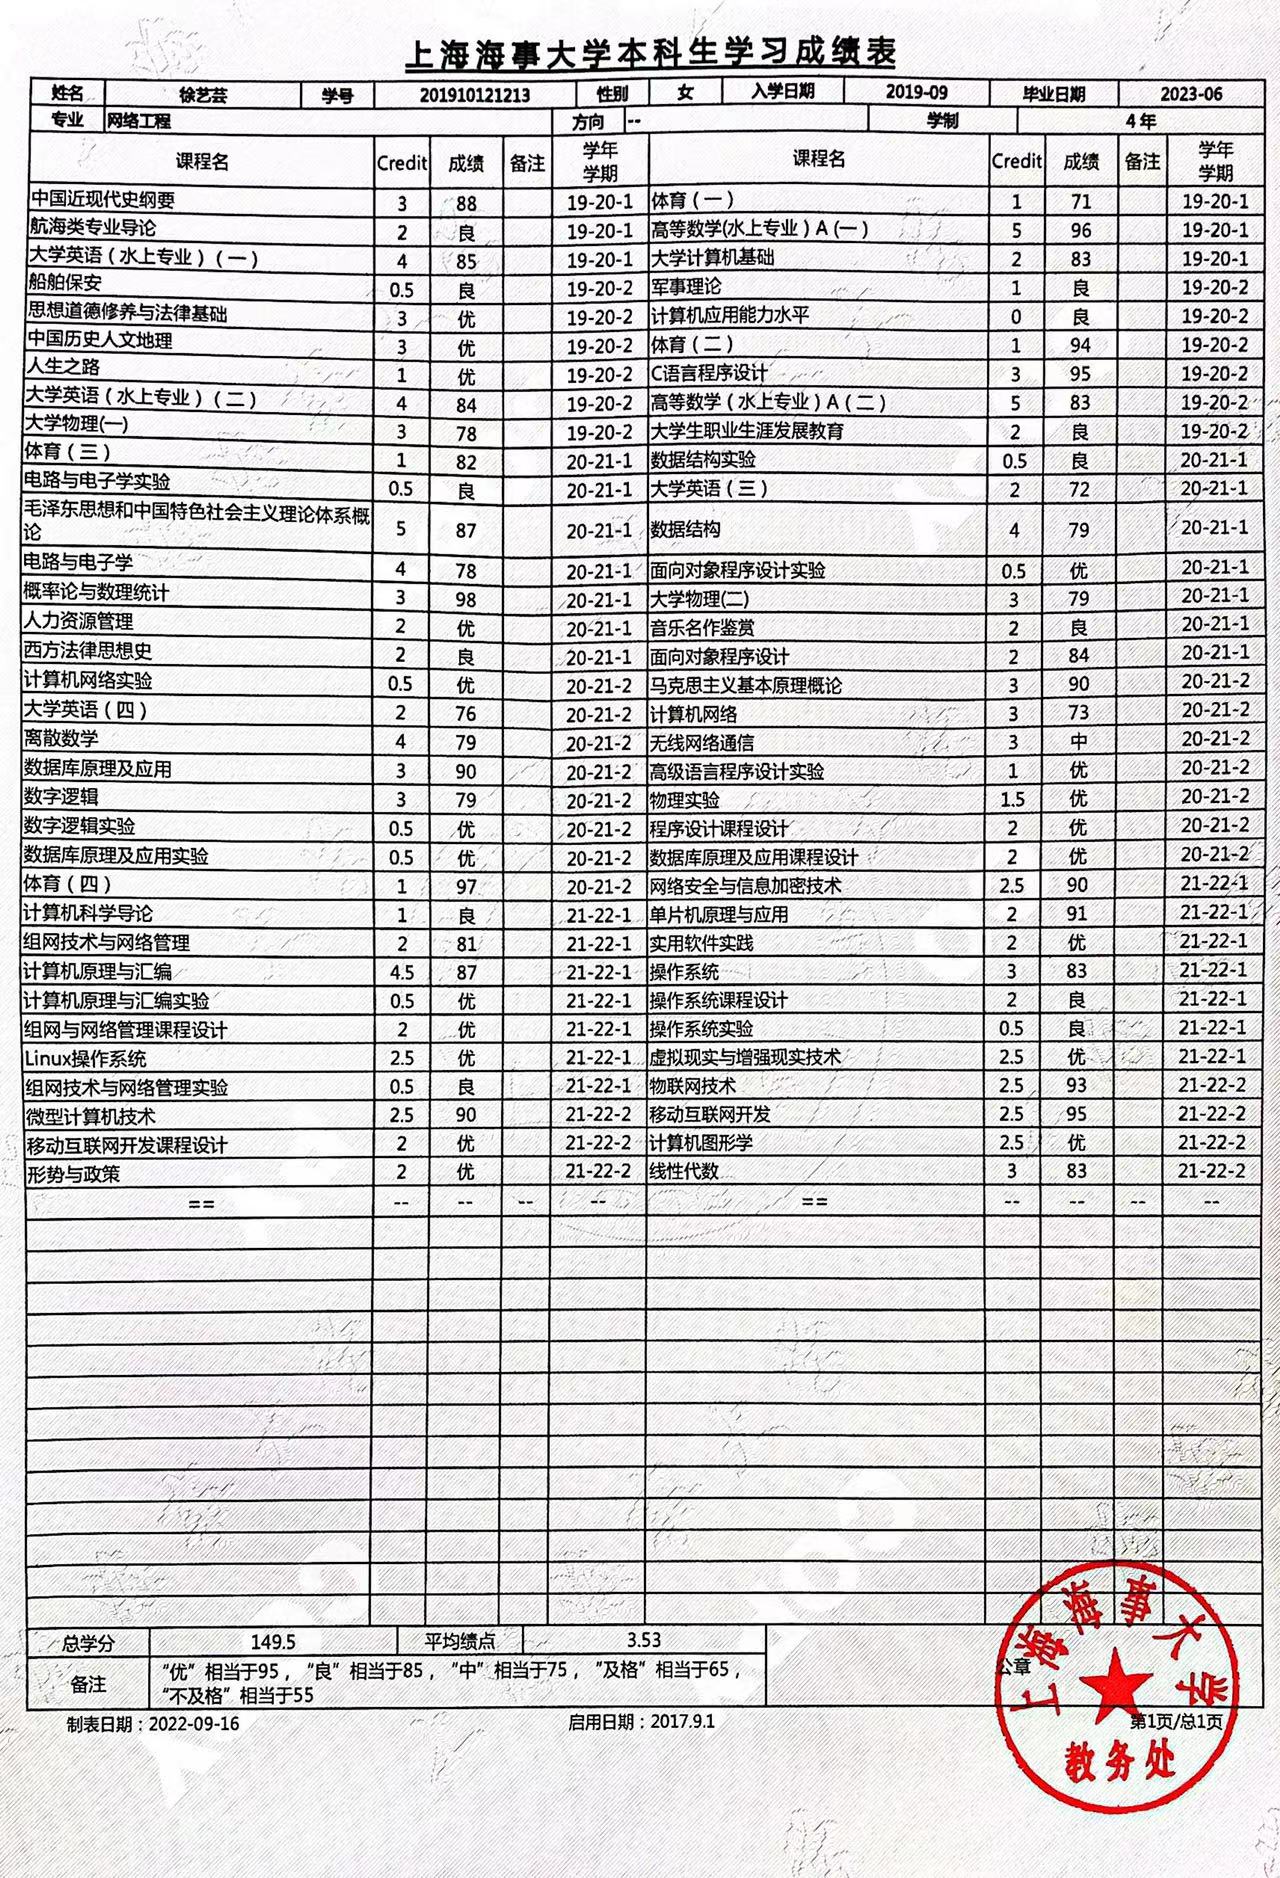 上海海事大学本科生学习成绩表
姓名 徐艺芸 学号 201910121213 性别 女 入学日期 2019-09 毕业日期 2023-06
专业 网络工程 方向 -- 学制 4 年
课程名 Credit 成绩 备注 学年学期 课程名 Credit 成绩 备注 学年学期
中国近现代史纲要 3 88 19-20-1 体育（一） 1 71 19-20-1
航海类专业导论 2 良 19-20-1 高等数学(水上专业）A (一） 5 96 19-20-1
大学英语（水上专业）（一） 4 85 19-20-1 大学计算机基础 2 83 19-20-1
船舶保安 0.5 良 19-20-2 军事理论 1 良 19-20-2
思想道德修养与法律基础 3 优 19-20-2 计算机应用能力水平 0 良 19-20-2
中国历史人文地理 3 优 19-20-2 体育（二） 1 94 19-20-2
人生之路 1 优 19-20-2 C语言程序设计 3 95 19-20-2
大学英语（水上专业）（二） 4 84 19-20-2 高等数学（水上专业）A（二） 5 83 19-20-2
大学物理(一) 3 78 19-20-2 大学生职业生涯发展教育 2 良 19-20-2
体育（三） 1 82 20-21-1 数据结构实验 0.5 良 20-21-1
电路与电子学实验 0.5 良 20-21-1 大学英语（三） 2 72 20-21-1
毛泽东思想和中国特色社会主义理论体系概论 5 87 20-21-1 数据结构 4 79 20-21-1
电路与电子学 4 78 20-21-1 面向对象程序设计实验 0.5 优 20-21-1
概率论与数理统计 3 98 20-21-1 大学物理(二) 3 79 20-21-1
人力资源管理 2 优 20-21-1 音乐名作鉴赏 2 良 20-21-1
西方法律思想史 2 良 20-21-1 面向对象程序设计 2 84 20-21-1
计算机网络实验 0.5 优 20-21-2 马克思主义基本原理概论 3 90 20-21-2
大学英语（四） 2 76 20-21-2 计算机网络 3 73 20-21-2
离散数学 4 79 20-21-2 无线网络通信 3 中 20-21-2
数据库原理及应用 3 90 20-21-2 高级语言程序设计实验 1 优 20-21-2
数字逻辑 3 79 20-21-2 物理实验 1.5 优 20-21-2
数字逻辑实验 0.5 优 20-21-2 程序设计课程设计 2 优 20-21-2
数据库原理及应用实验 0.5 优 20-21-2 数据库原理及应用课程设计 2 优 20-21-2
体育（四） 1 97 20-21-2 网络安全与信息加密技术 2.5 90 21-22-1
计算机科学导论 1 良 21-22-1 单片机原理与应用 2 91 21-22-1
组网技术与网络管理 2 81 21-22-1 实用软件实践 2 优 21-22-1
计算机原理与汇编 4.5 87 21-22-1 操作系统 3 83 21-22-1
计算机原理与汇编实验 0.5 优 21-22-1 操作系统课程设计 2 良 21-22-1
组网与网络管理课程设计 2 优 21-22-1 操作系统实验 0.5 良 21-22-1
Linux操作系统 2.5 优 21-22-1 虚拟现实与增强现实技术 2.5 优 21-22-1
组网技术与网络管理实验 0.5 良 21-22-1 物联网技术 2.5 93 21-22-2
微型计算机技术 2.5 90 21-22-2 移动互联网开发 2.5 95 21-22-2
移动互联网开发课程设计 2 优 21-22-2 计算机图形学 2.5 优 21-22-2
形势与政策 2 优 21-22-2 线性代数 3 83 21-22-2
== -- -- -- -- == -- -- -- --
总学分 149.5 平均绩点 3.53
备注 “优”相当于95，“良”相当于85，“中”相当于75，“及格”相当于65，
“不及格”相当于55
公章
上海海事大学
教务处
制表日期：2022-09-16 启用日期：2017.9.1 第1页/总1页